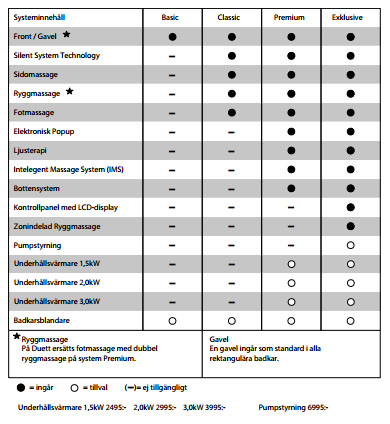 Systeminnehåll Basic Classic Premium Exklusive
Front / Gavel ★ ● ● ● ●
Silent System Technology – ● ● ●
Sidomassage – ● ● ●
Ryggmassage ★ – ● ● ●
Fotmassage – ● ● ●
Elektronisk Popup – – ● ●
Ljusterapi – – ● ●
Intelegent Massage System (IMS) – – ● ●
Bottensystem – – ● ●
Kontrollpanel med LCD-display – – – ●
Zonindelad Ryggmassage – – – ●
Pumpstyrning – – – ○
Underhållsvärmare 1,5kW – – ○ ○
Underhållsvärmare 2,0kW – – ○ ○
Underhållsvärmare 3,0kW – – ○ ○
Badkarsblandare ○ ○ ○ ○
★ Ryggmassage
På Duett ersätts fotmassage med dubbel
ryggmassage på system Premium.
Gavel
En gavel ingår som standard i alla
rektangulära badkar.
● = ingår ○ = tillval (–)= ej tillgängligt
Underhållsvärmare 1,5kW 2495:- 2,0kW 2995:- 3,0kW 3995:- Pumpstyrning 6995:-